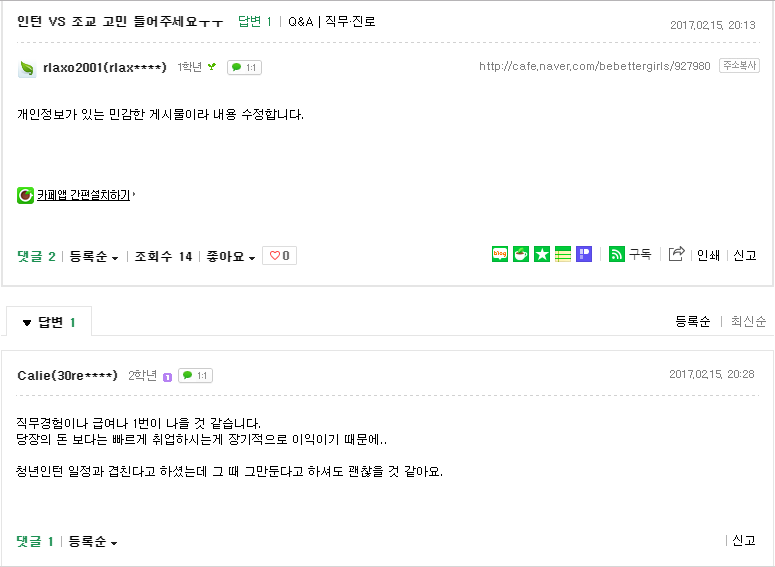 인턴 VS 조교 고민 들어주세요ㅜㅜ 답변 1 | Q&A | 직무·진로 2017.02.15. 20:13
rlaxo2001(rlax****) 1학년 1:1 http://cafe.naver.com/bebettergirls/927980 주소복사
개인정보가 있는 민감한 게시물이라 내용 수정합니다.
카페앱 간편설치하기
댓글 2 | 등록순 | 조회수 14 | 좋아요 0 blog P 구독 인쇄 | 신고
답변 1 등록순 | 최신순
Calie(30re****) 2학년 1 1:1 2017.02.15. 20:28
직무경험이나 급여나 1번이 나을 것 같습니다.
당장의 돈 보다는 빠르게 취업하시는게 장기적으로 이익이기 때문에..
청년인턴 일정과 겹친다고 하셨는데 그 때 그만둔다고 하셔도 괜찮을 것 같아요.
댓글 1 | 등록순 | 신고